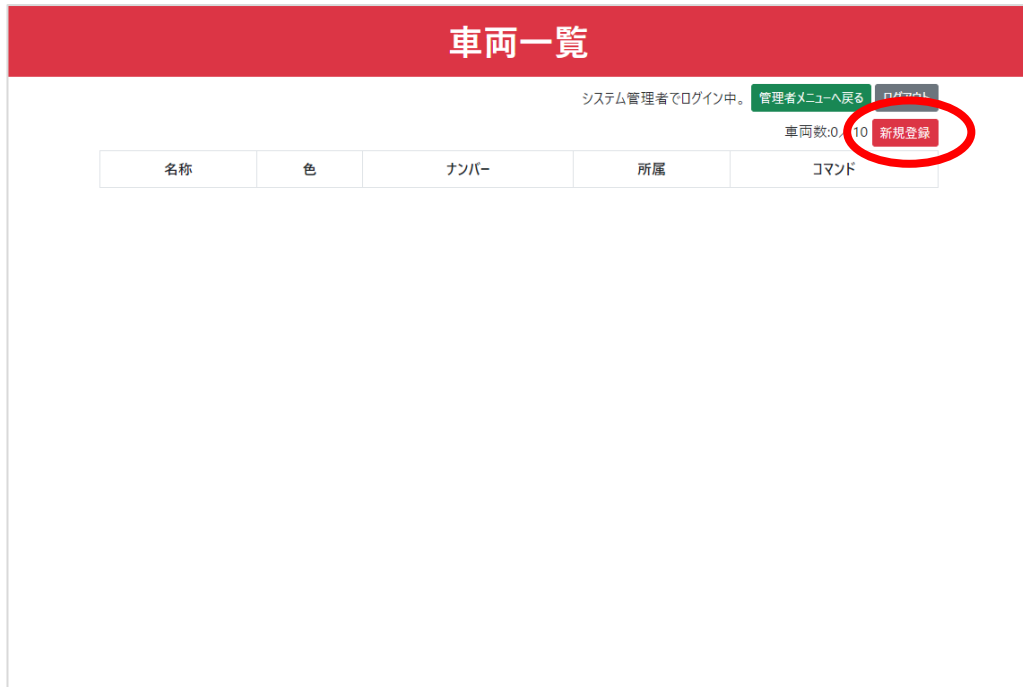 車両一覧
システム管理者でログイン中。 管理者メニューへ戻る ログアウト
車両数:0／10 新規登録
名称 色 ナンバー 所属 コマンド